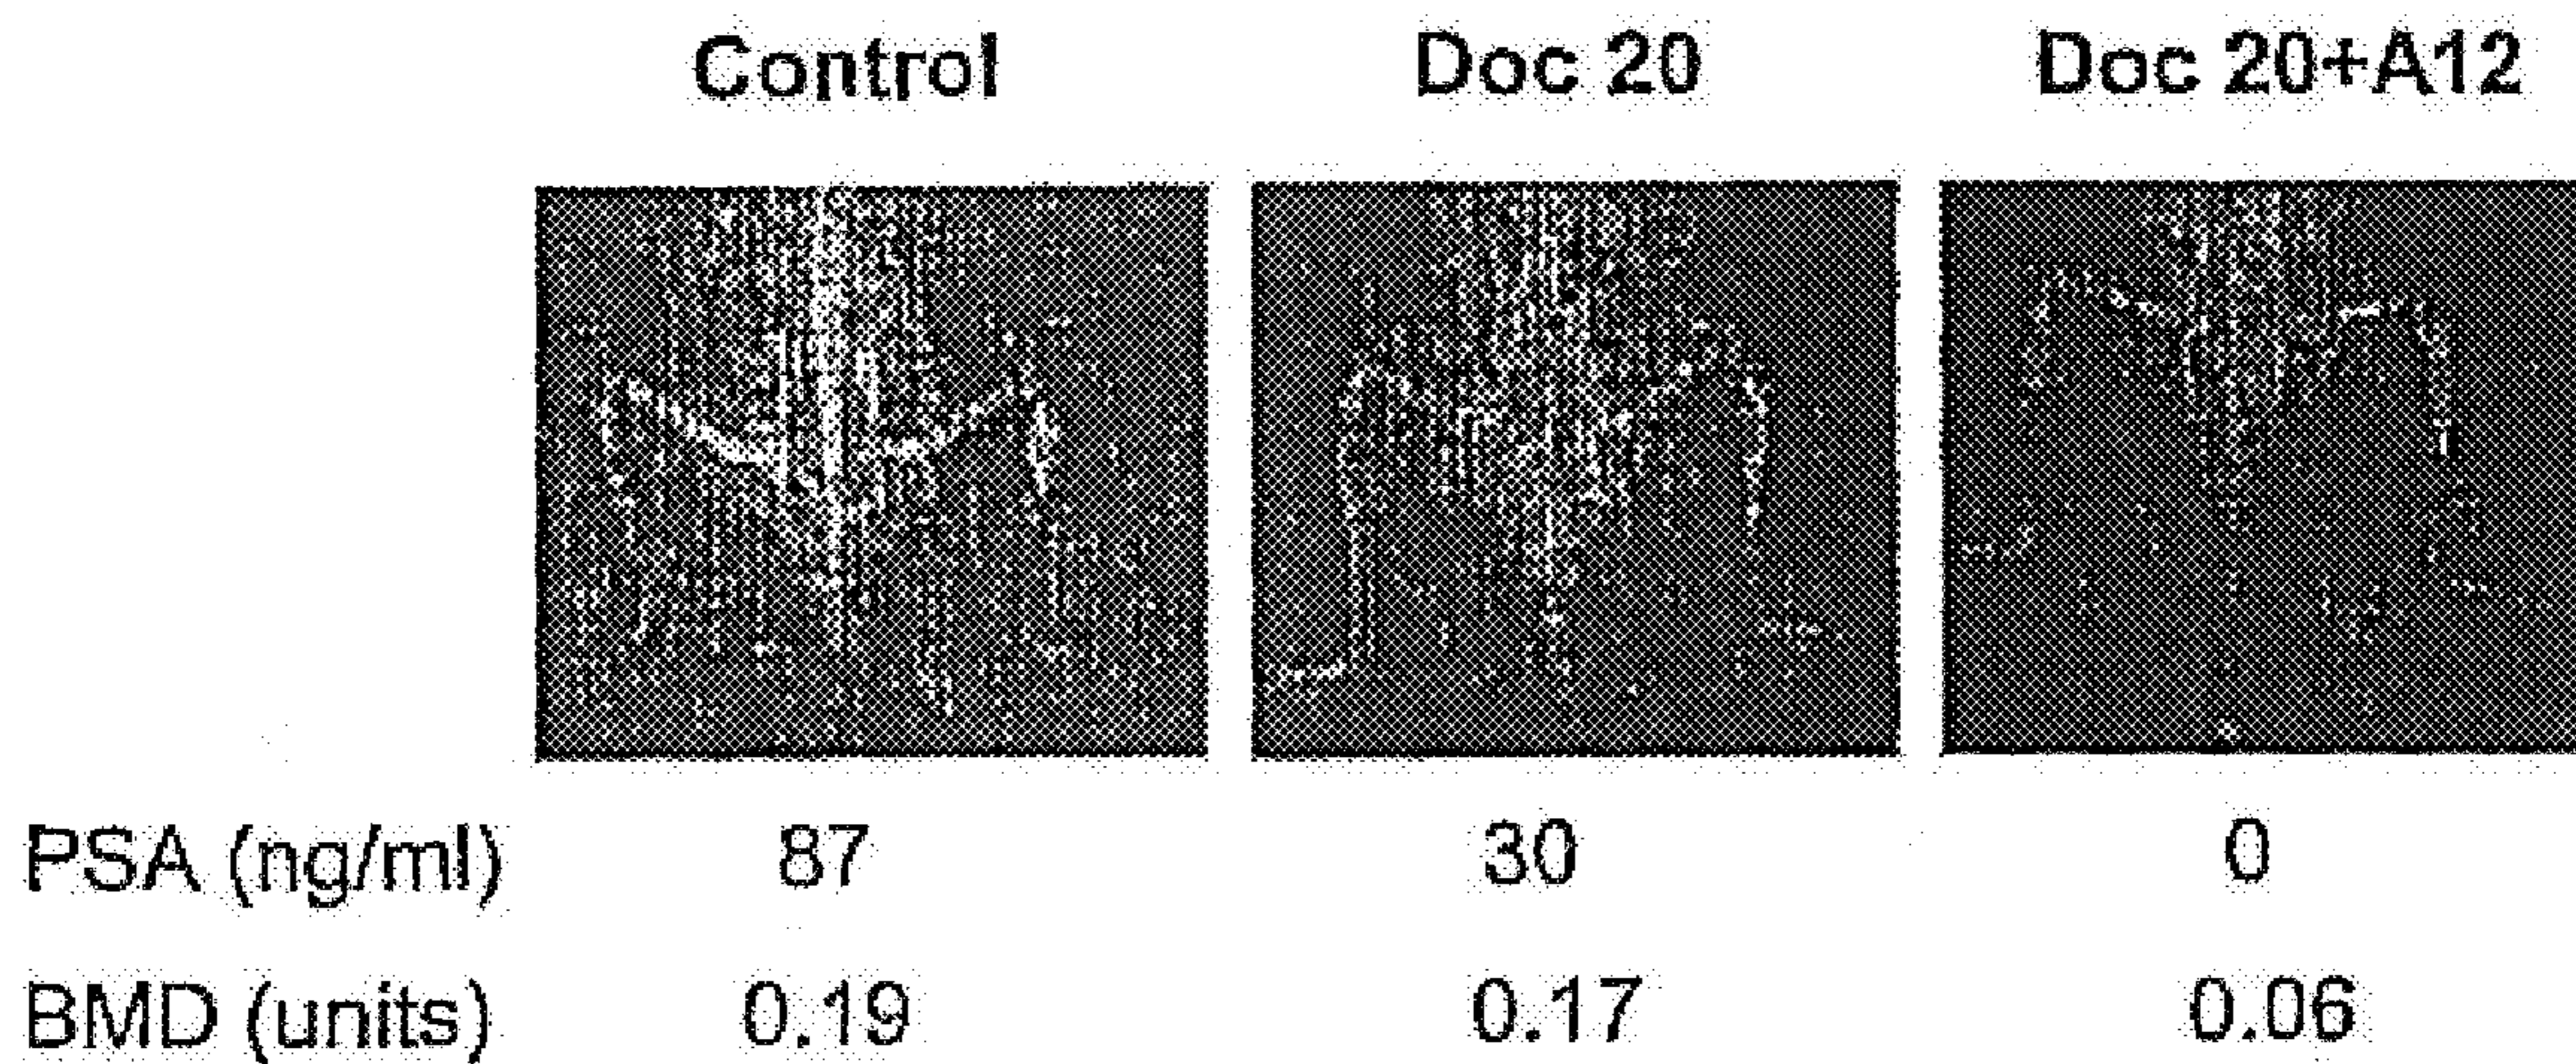 Control Doc 20 Doc 20+A12
PSA (ng/ml) 87 30 0
BMD (units) 0.19 0.17 0.06